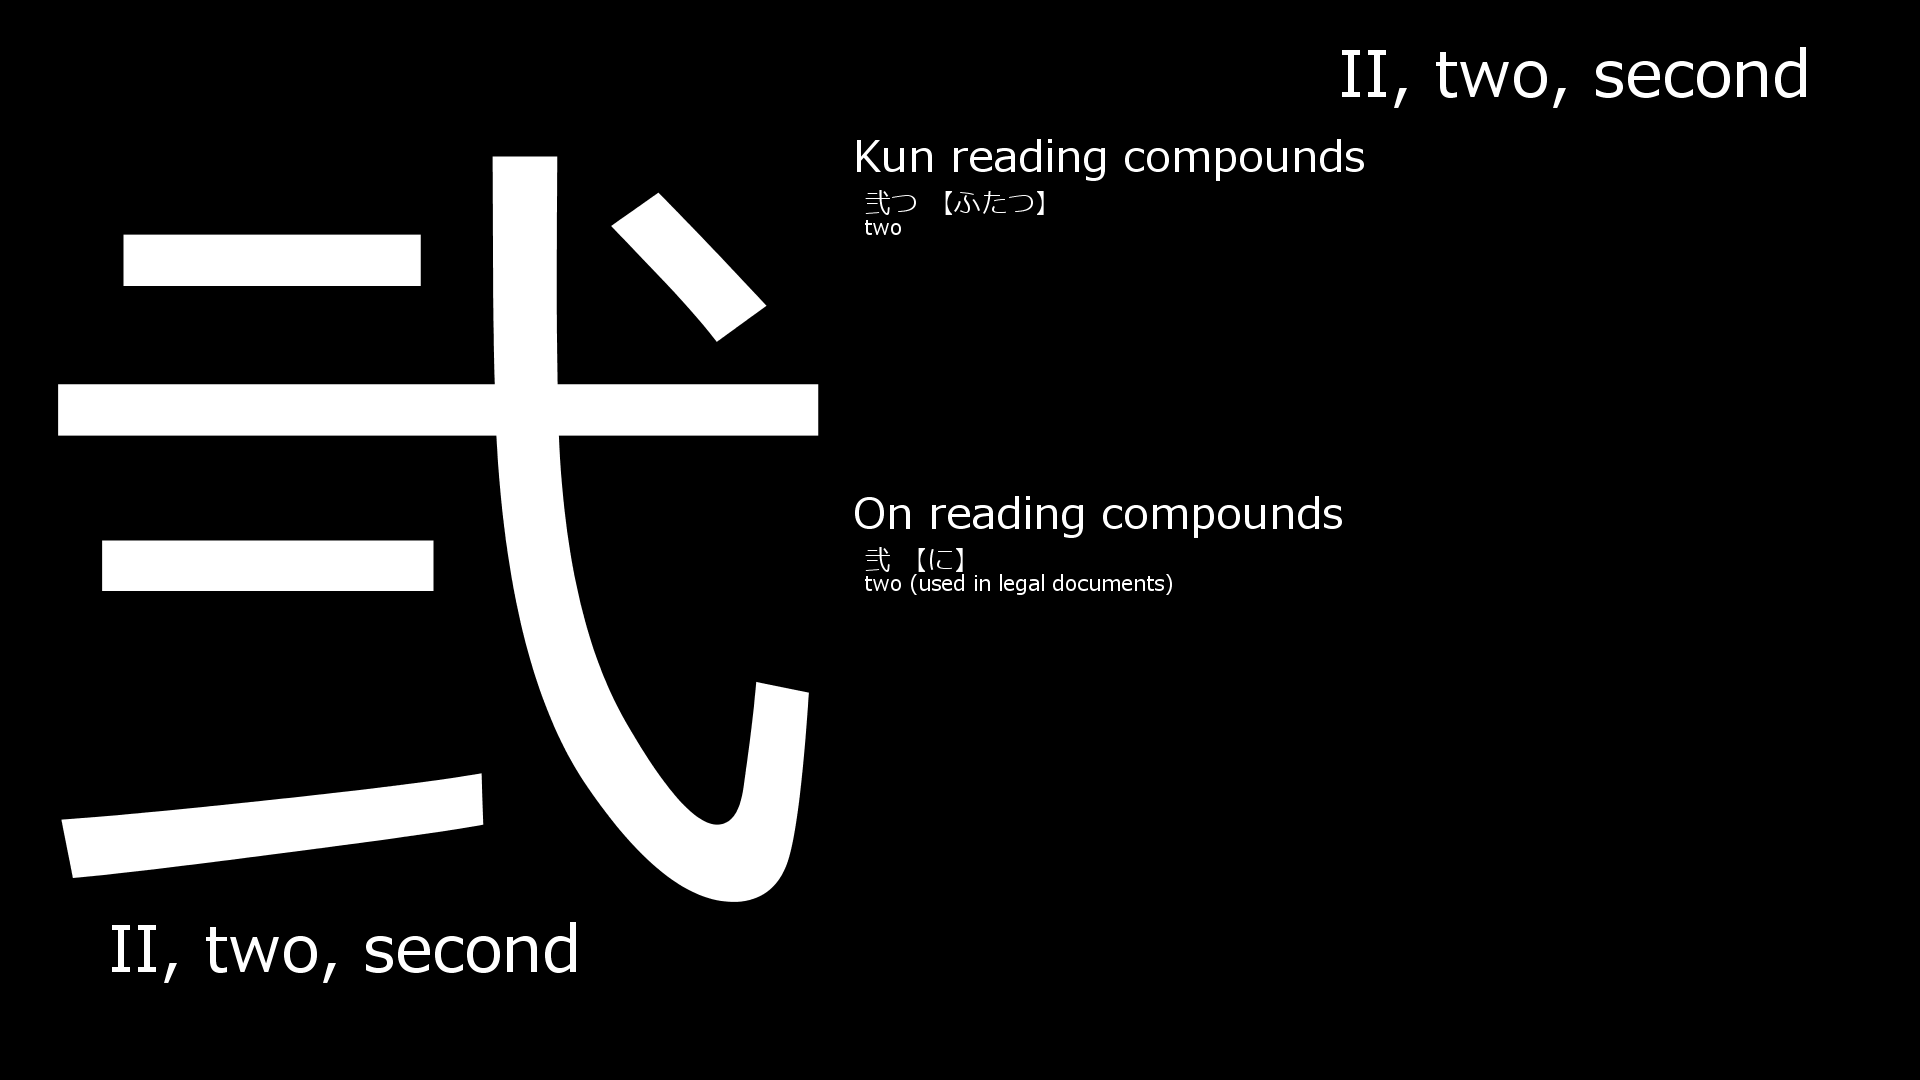 弐
II, two, second
II, two, second
Kun reading compounds
弐つ 【ふたつ】
two
On reading compounds
弐 【に】
two (used in legal documents)